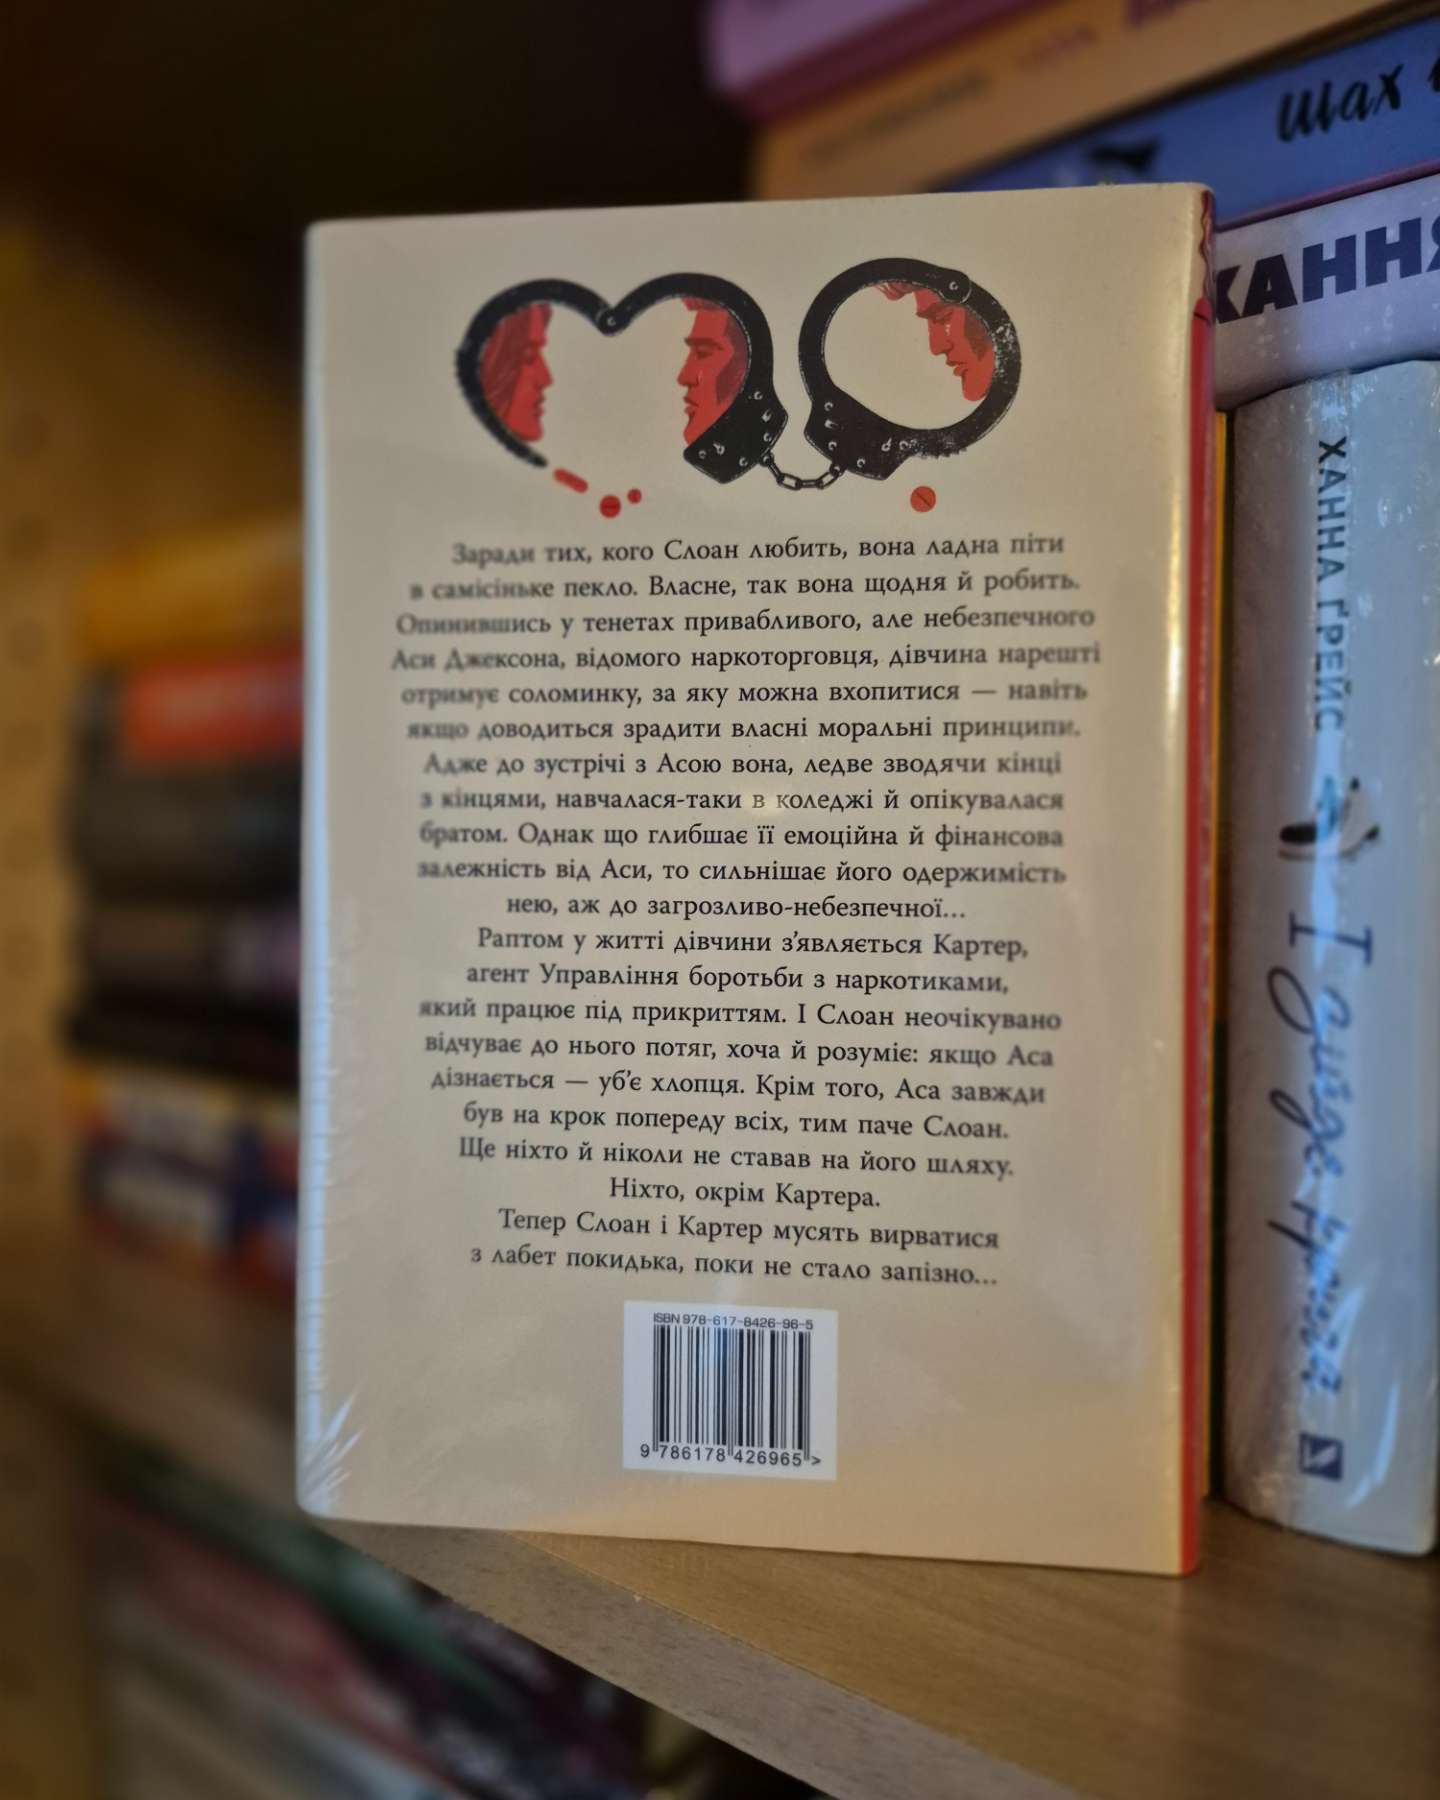 Заради тих, кого Слоан любить, вона ладна піти
в самісіньке пекло. Власне, так вона щодня й робить.
Опинившись у тенетах привабливого, але небезпечного
Аси Джексона, відомого наркоторговця, дівчина нарешті
отримує соломинку, за яку можна вхопитися — навіть
якщо доводиться зрадити власні моральні принципи.
Адже до зустрічі з Асою вона, ледве зводячи кінці
з кінцями, навчалася-таки в коледжі й опікувалася
братом. Однак що глибшає її емоційна й фінансова
залежність від Аси, то сильнішає його одержимість
нею, аж до загрозливо-небезпечної...
Раптом у житті дівчини з’являється Картер,
агент Управління боротьби з наркотиками,
який працює під прикриттям. І Слоан неочікувано
відчуває до нього потяг, хоча й розуміє: якщо Аса
дізнається — уб’є хлопця. Крім того, Аса завжди
був на крок попереду всіх, тим паче Слоан.
Ще ніхто й ніколи не ставав на його шляху.
Ніхто, окрім Картера.
Тепер Слоан і Картер мусять вирватися
з лабет покидька, поки не стало запізно...
ISBN 978-617-8426-96-5
9 786178 426965 >
шах
КАННЯ
ХАННА ҐРЕЙС